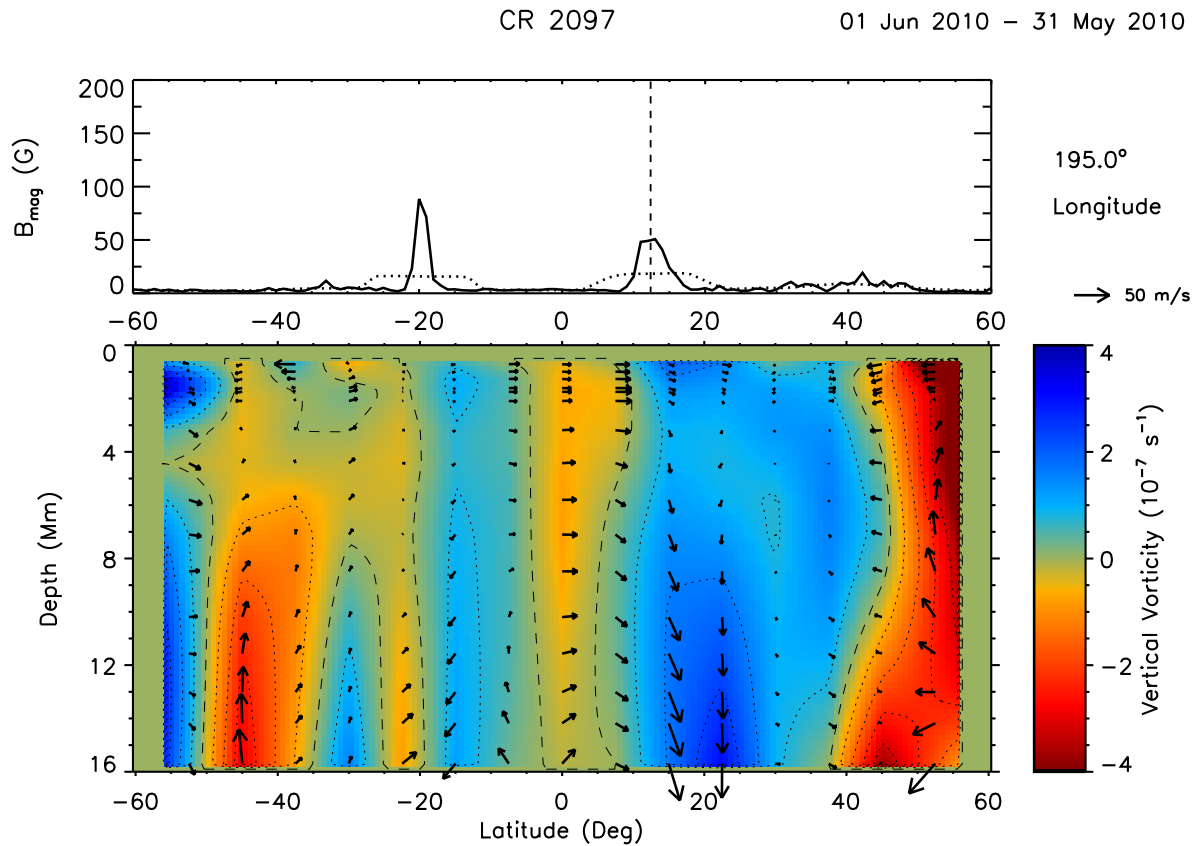 CR 2097
01 Jun 2010 − 31 May 2010
200
150
100
50
0
B_mag (G)
195.0°
Longitude
50 m/s
−60 −40 −20 0 20 40 60
0
4
8
12
16
Depth (Mm)
−60 −40 −20 0 20 40 60
Latitude (Deg)
4
2
0
−2
−4
Vertical Vorticity (10⁻⁷ s⁻¹)